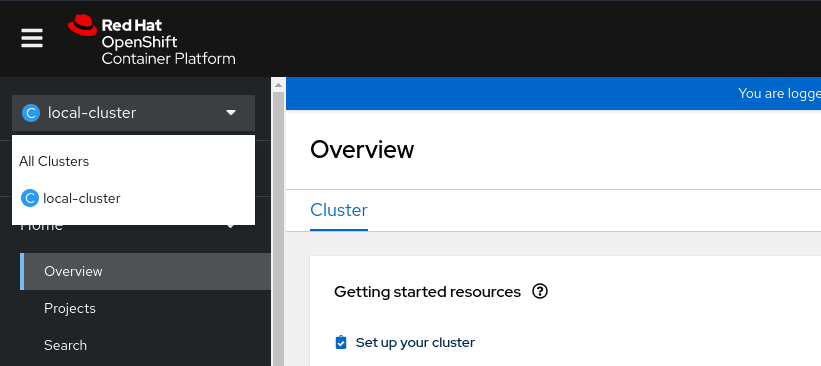 Red Hat
OpenShift
Container Platform
C local-cluster
All Clusters
C local-cluster
Home
Overview
Projects
Search
You are logge
Overview
Cluster
Getting started resources
Set up your cluster